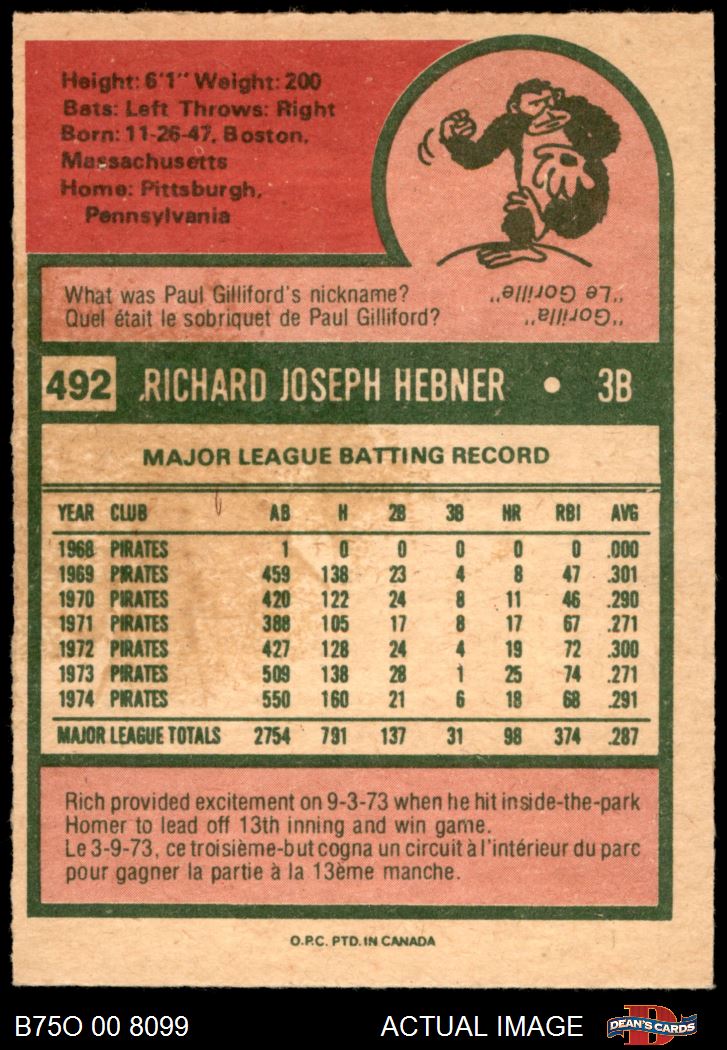 Height: 6'1" Weight: 200
Bats: Left Throws: Right
Born: 11-26-47, Boston,
Massachusetts
Home: Pittsburgh,
Pennsylvania
What was Paul Gilliford's nickname?
Quel était le sobriquet de Paul Gilliford?
"Gorilla"
"Le Gorille"
492 RICHARD JOSEPH HEBNER • 3B
MAJOR LEAGUE BATTING RECORD
YEAR CLUB AB H 2B 3B HR RBI AVG
1968 PIRATES 1 0 0 0 0 0 .000
1969 PIRATES 459 138 23 4 8 47 .301
1970 PIRATES 420 122 24 8 11 46 .290
1971 PIRATES 388 105 17 8 17 67 .271
1972 PIRATES 427 128 24 4 19 72 .300
1973 PIRATES 509 138 28 1 25 74 .271
1974 PIRATES 550 160 21 6 18 68 .291
MAJOR LEAGUE TOTALS 2754 791 137 31 98 374 .287
Rich provided excitement on 9-3-73 when he hit inside-the-park
Homer to lead off 13th inning and win game.
Le 3-9-73, ce troisième-but cogna un circuit à l'intérieur du parc
pour gagner la partie à la 13ème manche.
O.P.C. PTD. IN CANADA
B75O 00 8099 ACTUAL IMAGE D DEAN'S CARDS